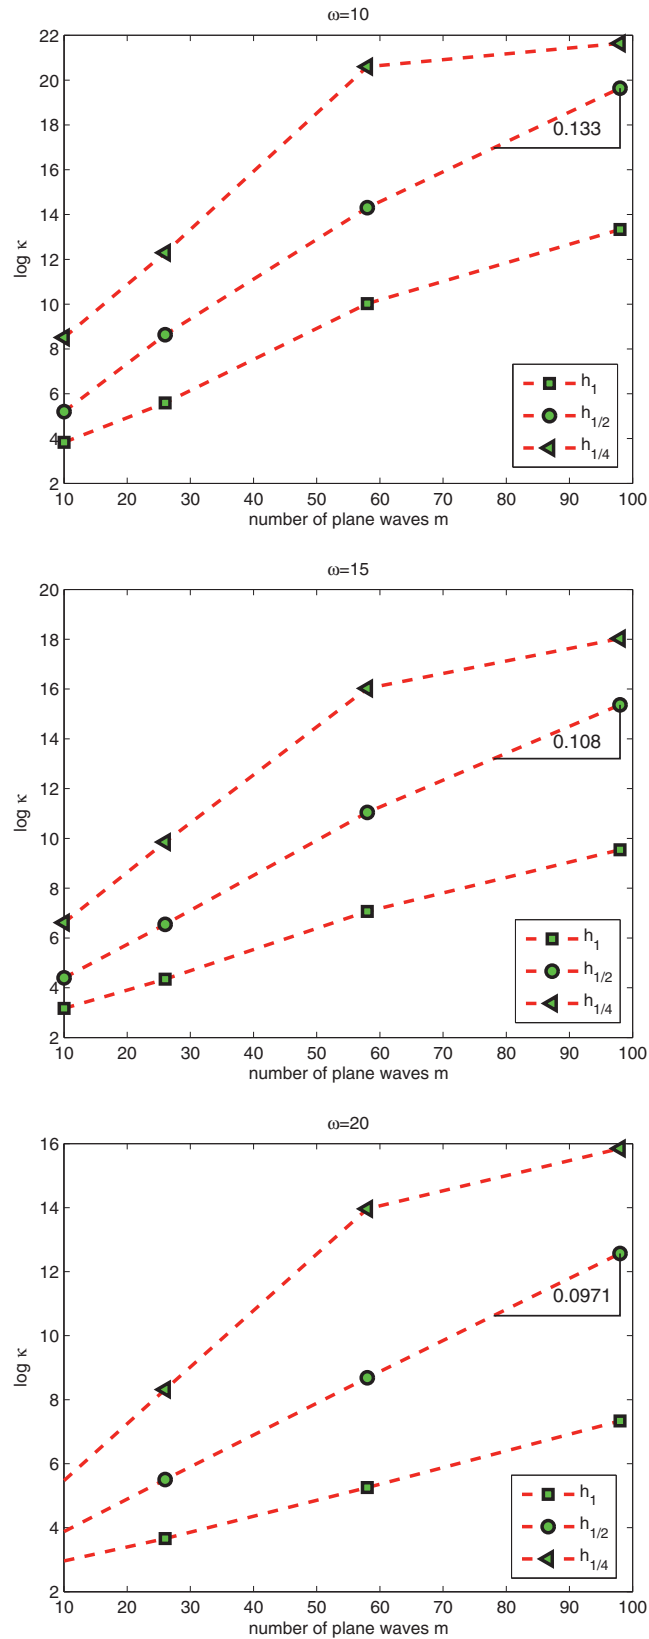 ω=10
22
20
18
16
14
12
10
8
6
4
2
log κ
0.133
h1
h1/2
h1/4
10 20 30 40 50 60 70 80 90 100
number of plane waves m
ω=15
20
18
16
14
12
10
8
6
4
2
log κ
0.108
h1
h1/2
h1/4
10 20 30 40 50 60 70 80 90 100
number of plane waves m
ω=20
16
14
12
10
8
6
4
2
log κ
0.0971
h1
h1/2
h1/4
10 20 30 40 50 60 70 80 90 100
number of plane waves m